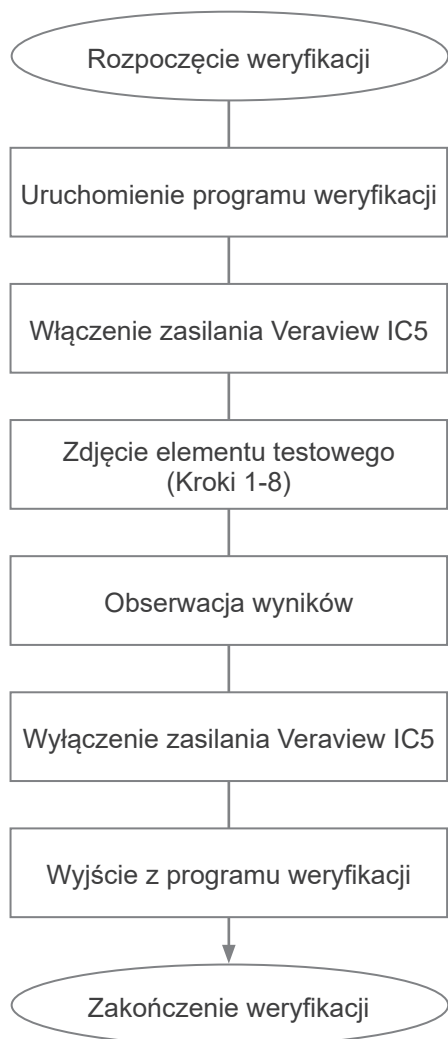 Rozpoczęcie weryfikacji
Uruchomienie programu weryfikacji
Włączenie zasilania Veraview IC5
Zdjęcie elementu testowego
(Kroki 1-8)
Obserwacja wyników
Wyłączenie zasilania Veraview IC5
Wyjście z programu weryfikacji
Zakończenie weryfikacji